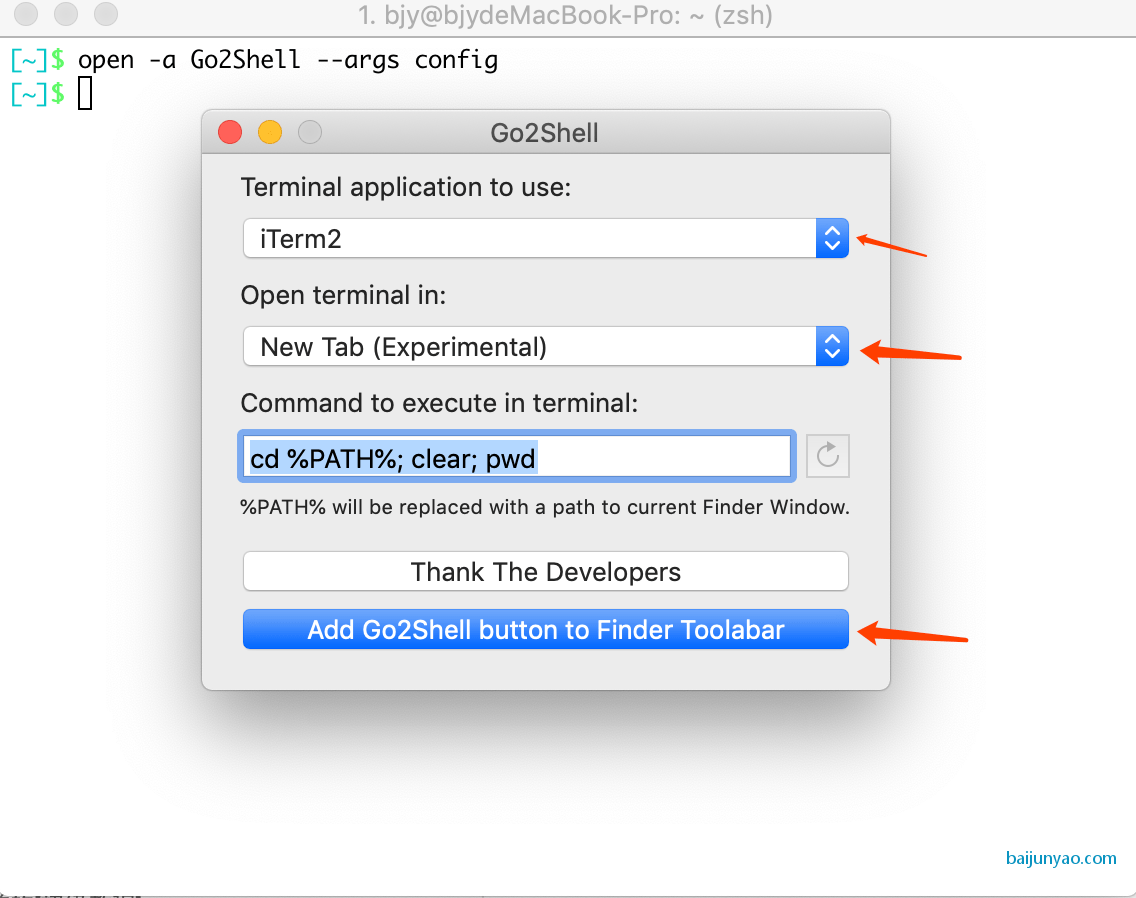 1. bjy@bjydeMacBook-Pro: ~ (zsh)
[~]$ open -a Go2Shell --args config
[~]$
Go2Shell
Terminal application to use:
iTerm2
Open terminal in:
New Tab (Experimental)
Command to execute in terminal:
cd %PATH%; clear; pwd
%PATH% will be replaced with a path to current Finder Window.
Thank The Developers
Add Go2Shell button to Finder Toolabar
baijunyao.com